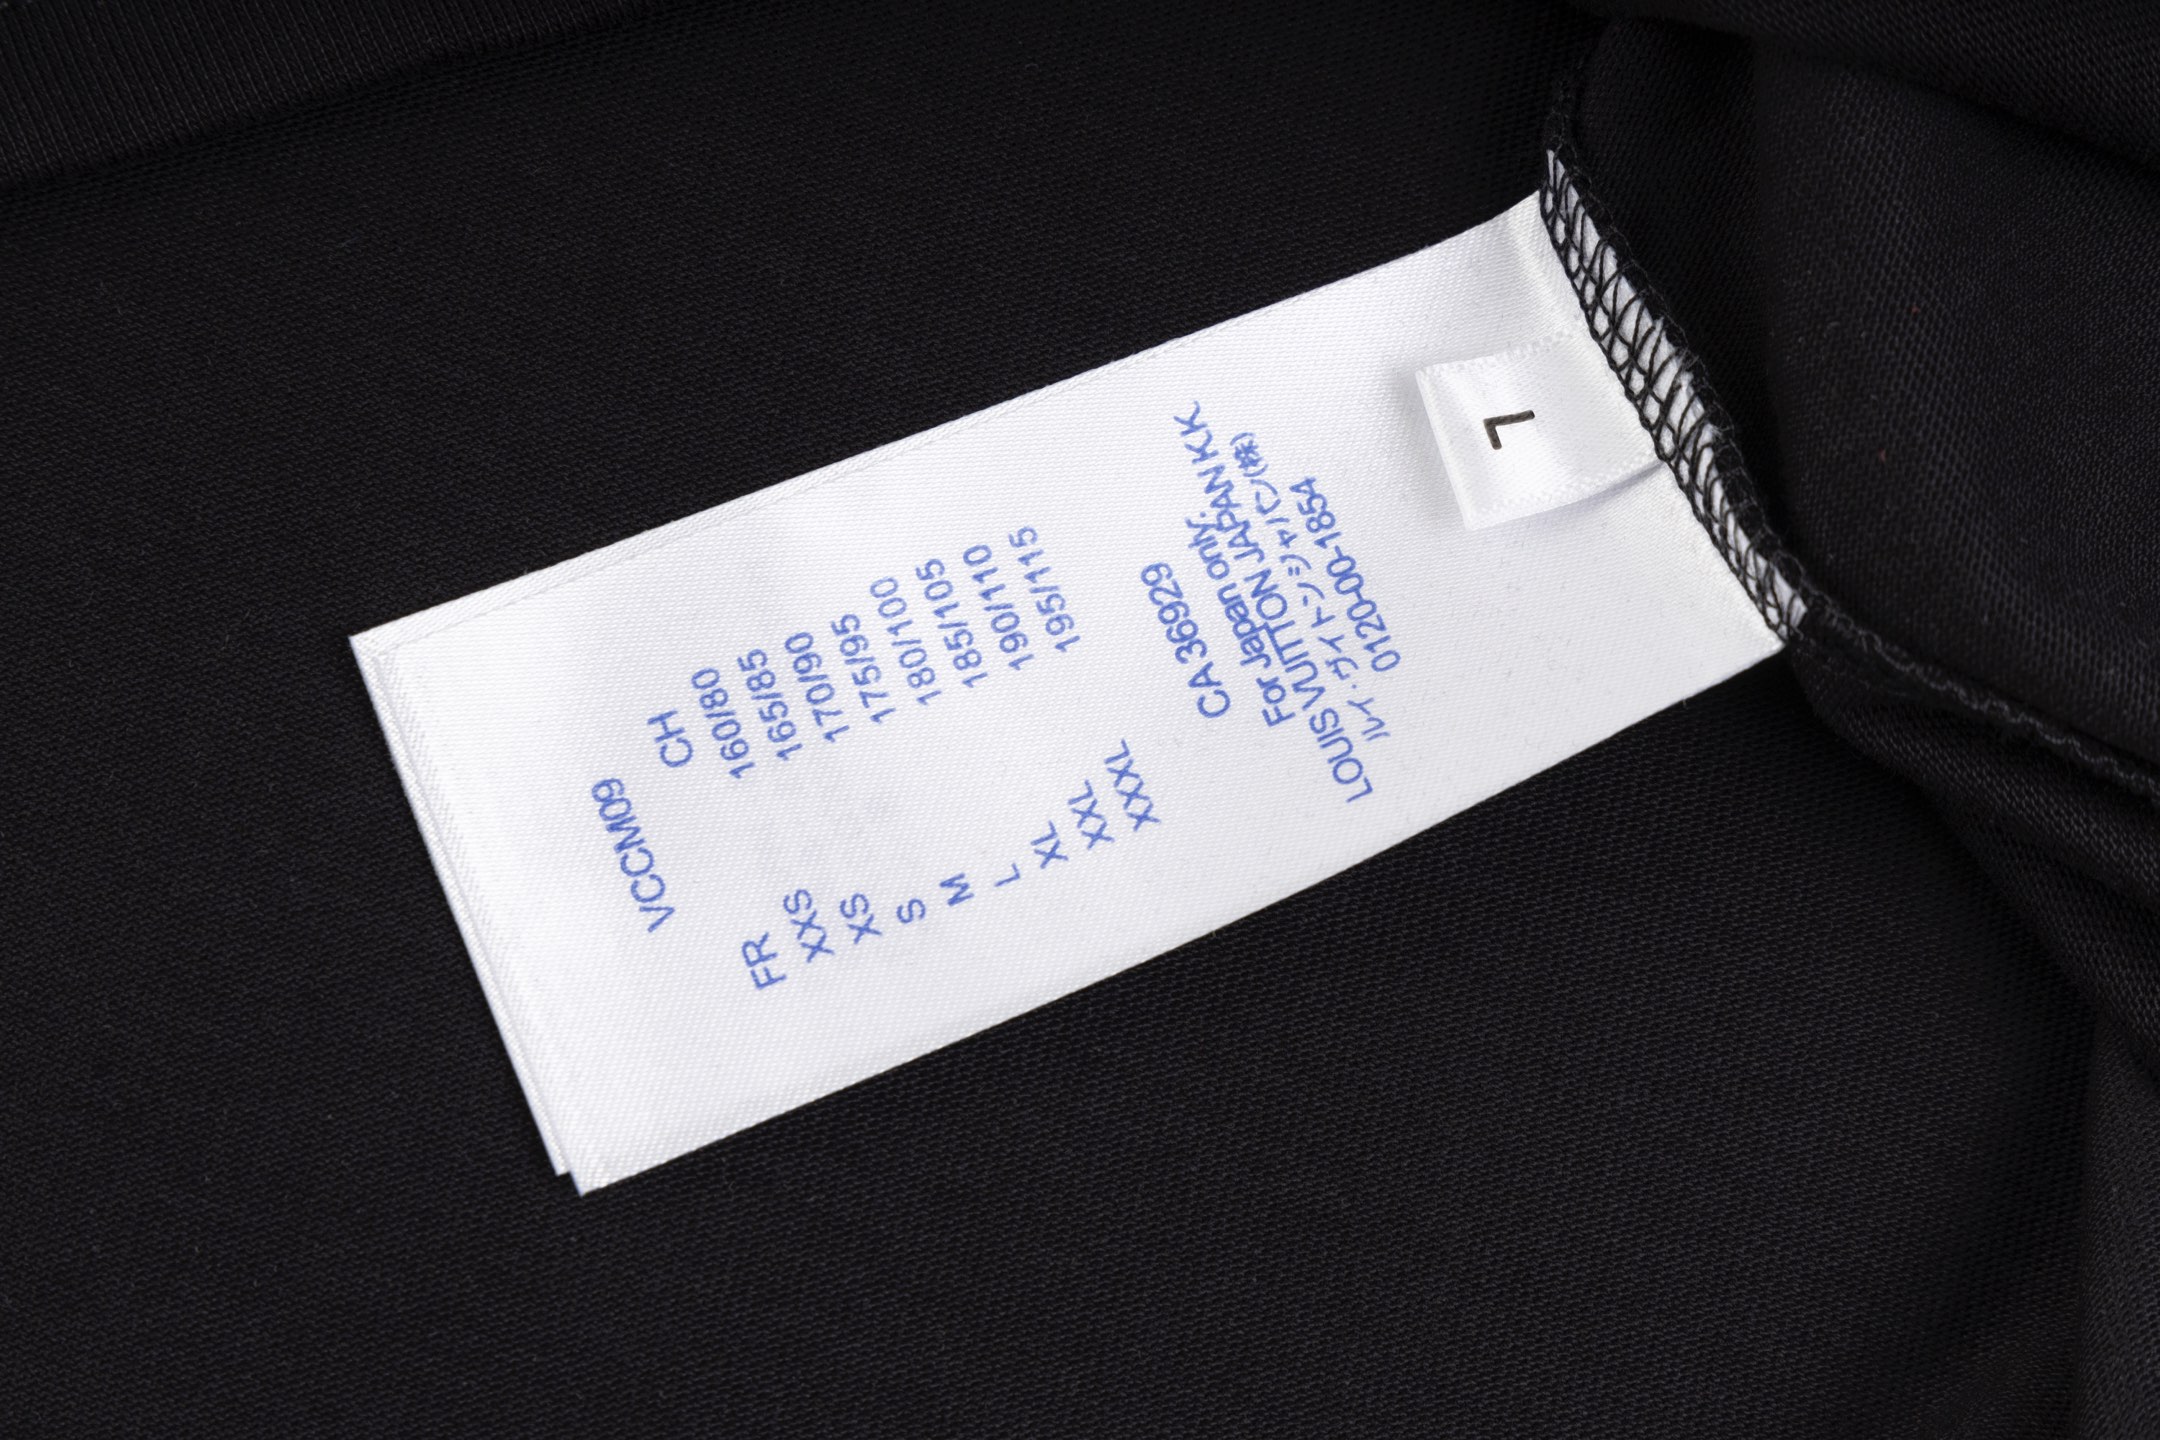 VCCM09
FR CH
XXS 160/80
XS 165/85
S 170/90
M 175/95
L 180/100
XL 185/105
XXL 190/110
XXXL 195/115
CA 36929
For Japan only:
LOUIS VUITTON JAPAN K.K.
ルイ・ヴィトンジャパン(株)
0120-00-1854
L